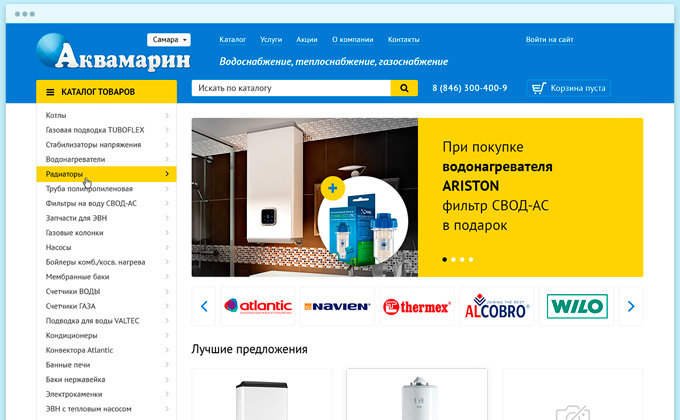 Самара
Каталог
Услуги
Акции
О компании
Контакты
Войти на сайт
Аквамарин
Водоснабжение, теплоснабжение, газоснабжение
КАТАЛОГ ТОВАРОВ
Искать по каталогу
8 (846) 300-400-9
Корзина пуста
Котлы
Газовая подводка TUBOFLEX
Стабилизаторы напряжения
Водонагреватели
Радиаторы
Труба полипропиленовая
Фильтры на воду СВОД-АС
Запчасти для ЭВН
Газовые колонки
Насосы
Бойлеры комб./косв. нагрева
Мембранные баки
Счетчики ВОДЫ
Счетчики ГАЗА
Подводка для воды VALTEC
Кондиционеры
Конвектора Atlantic
Банные печи
Баки нержавейка
Электрокаменки
ЭВН с тепловым насосом
При покупке
водонагревателя
ARISTON
фильтр СВОД-АС
в подарок
atlantic
NAVIEN
thermex
JOINING THE BEST
ALCOBRO
WILO
Лучшие предложения